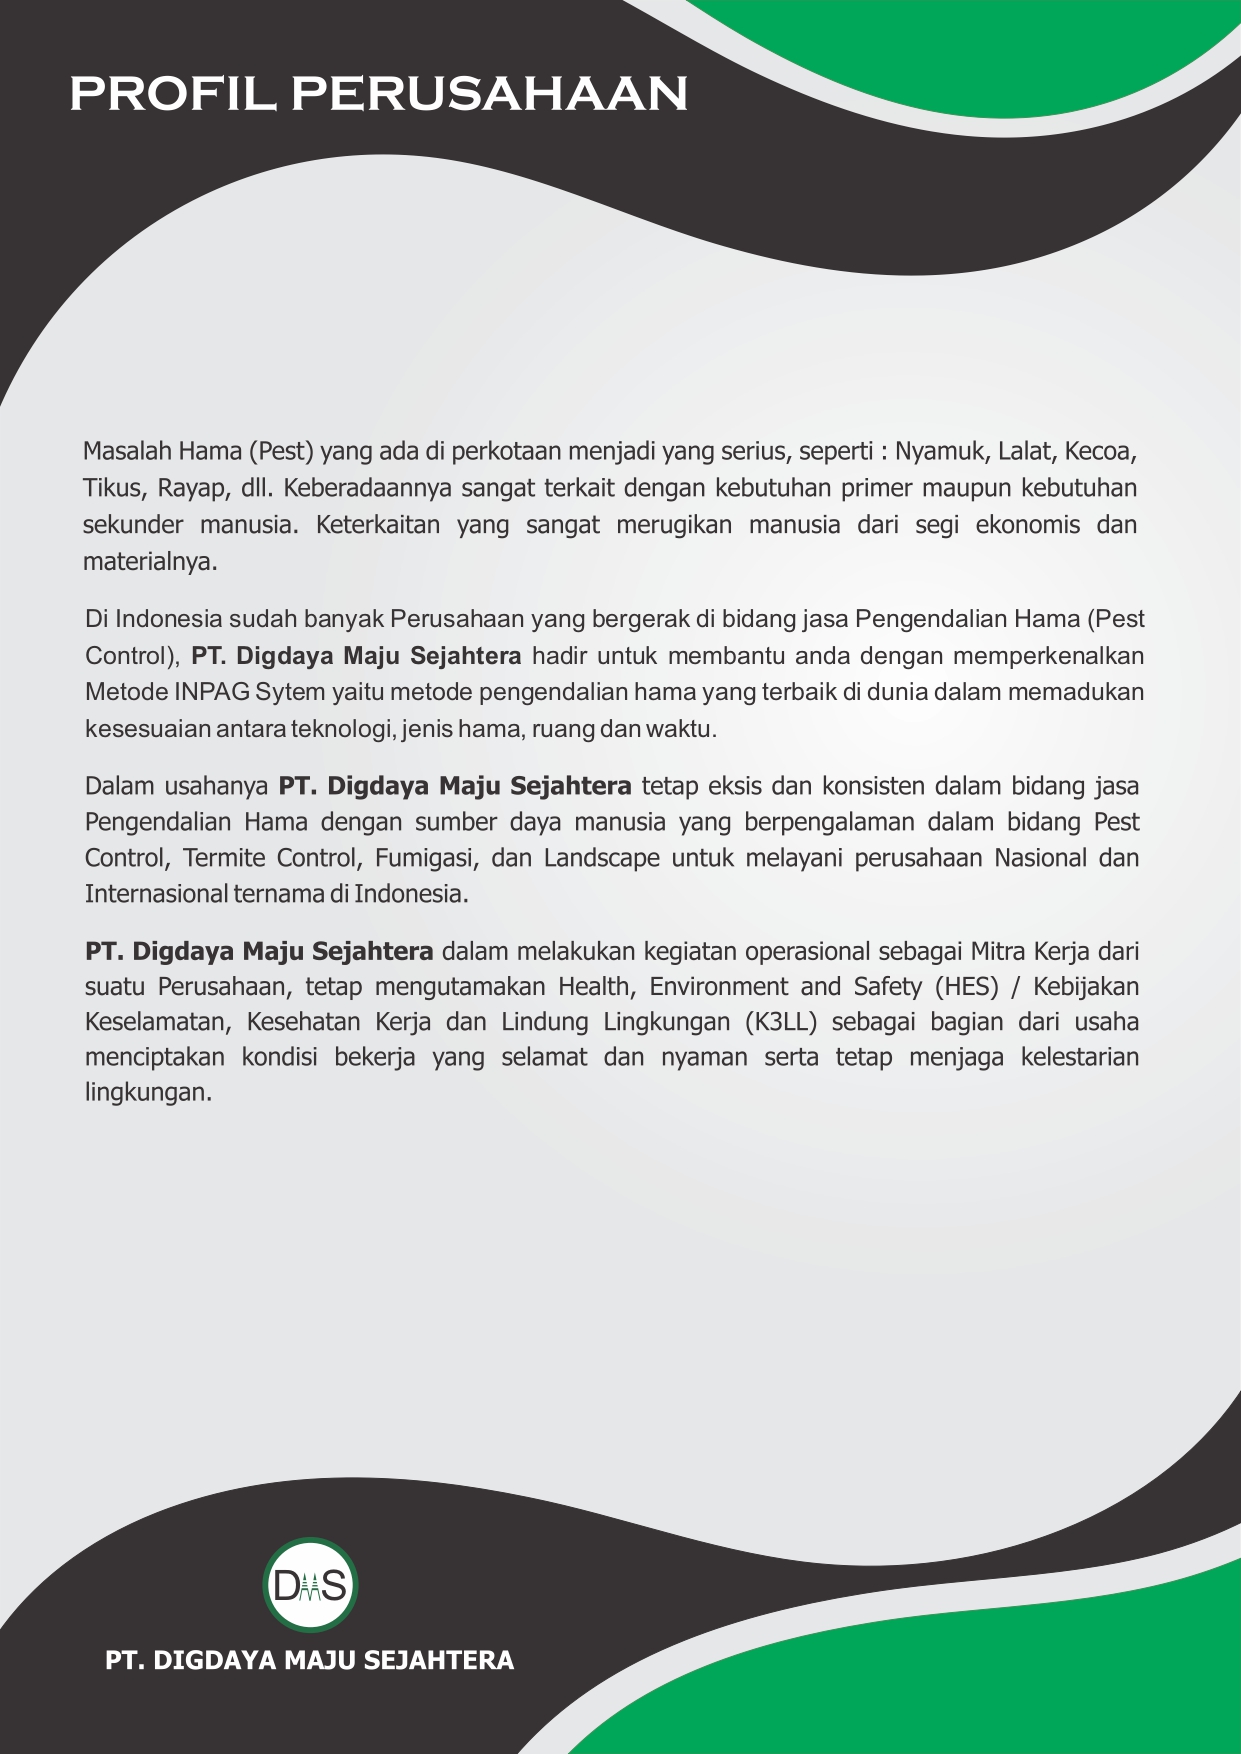 PROFIL PERUSAHAAN
Masalah Hama (Pest) yang ada di perkotaan menjadi yang serius, seperti : Nyamuk, Lalat, Kecoa,
Tikus, Rayap, dll. Keberadaannya sangat terkait dengan kebutuhan primer maupun kebutuhan
sekunder manusia. Keterkaitan yang sangat merugikan manusia dari segi ekonomis dan
materialnya.
Di Indonesia sudah banyak Perusahaan yang bergerak di bidang jasa Pengendalian Hama (Pest
Control), PT. Digdaya Maju Sejahtera hadir untuk membantu anda dengan memperkenalkan
Metode INPAG Sytem yaitu metode pengendalian hama yang terbaik di dunia dalam memadukan
kesesuaian antara teknologi, jenis hama, ruang dan waktu.
Dalam usahanya PT. Digdaya Maju Sejahtera tetap eksis dan konsisten dalam bidang jasa
Pengendalian Hama dengan sumber daya manusia yang berpengalaman dalam bidang Pest
Control, Termite Control, Fumigasi, dan Landscape untuk melayani perusahaan Nasional dan
Internasional ternama di Indonesia.
PT. Digdaya Maju Sejahtera dalam melakukan kegiatan operasional sebagai Mitra Kerja dari
suatu Perusahaan, tetap mengutamakan Health, Environment and Safety (HES) / Kebijakan
Keselamatan, Kesehatan Kerja dan Lindung Lingkungan (K3LL) sebagai bagian dari usaha
menciptakan kondisi bekerja yang selamat dan nyaman serta tetap menjaga kelestarian
lingkungan.
DMS
PT. DIGDAYA MAJU SEJAHTERA